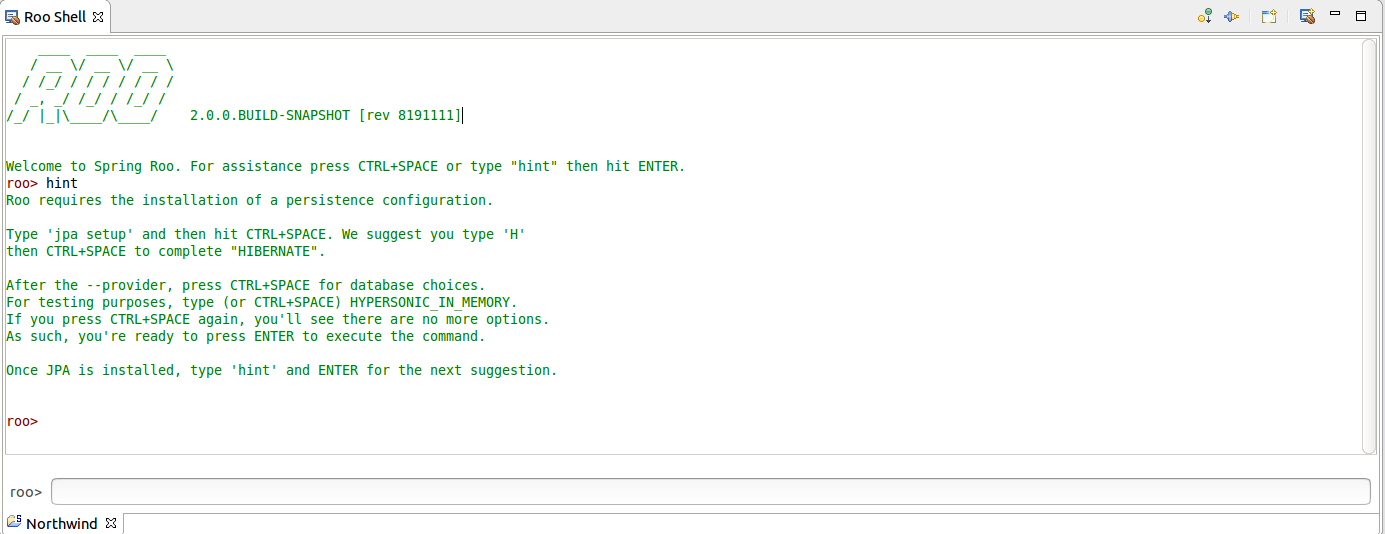 Roo Shell
    ____  ____  ____
   / __ \/ __ \/ __ \
  / /_/ / / / / / / /
 / _, _/ /_/ / /_/ /
/_/ |_|\____/\____/    2.0.0.BUILD-SNAPSHOT [rev 8191111]
Welcome to Spring Roo. For assistance press CTRL+SPACE or type "hint" then hit ENTER.
roo> hint
Roo requires the installation of a persistence configuration.
Type 'jpa setup' and then hit CTRL+SPACE. We suggest you type 'H'
then CTRL+SPACE to complete "HIBERNATE".
After the --provider, press CTRL+SPACE for database choices.
For testing purposes, type (or CTRL+SPACE) HYPERSONIC_IN_MEMORY.
If you press CTRL+SPACE again, you'll see there are no more options.
As such, you're ready to press ENTER to execute the command.
Once JPA is installed, type 'hint' and ENTER for the next suggestion.
roo>
roo>
Northwind